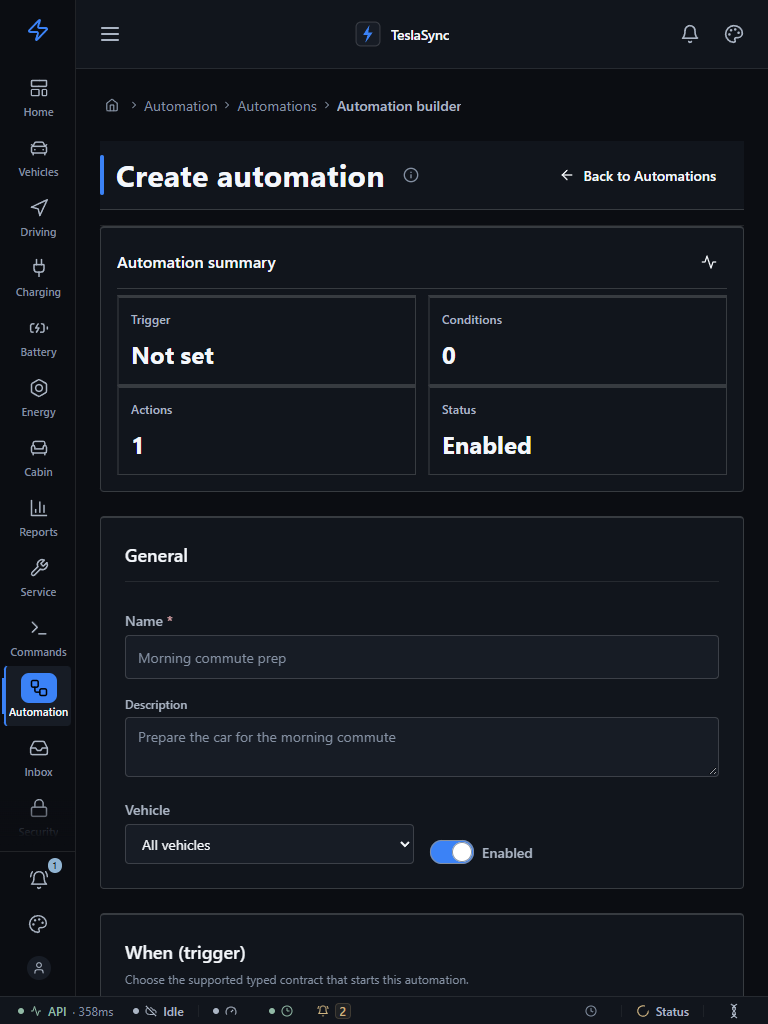 TeslaSync
Home
Vehicles
Driving
Charging
Battery
Energy
Cabin
Reports
Service
Commands
Automation
Inbox
Security
1
Automation
Automations
Automation builder
Create automation
Back to Automations
Automation summary
Trigger
Not set
Conditions
0
Actions
1
Status
Enabled
General
Name *
Morning commute prep
Description
Prepare the car for the morning commute
Vehicle
All vehicles
Enabled
When (trigger)
Choose the supported typed contract that starts this automation.
API · 358ms
Idle
2
Status